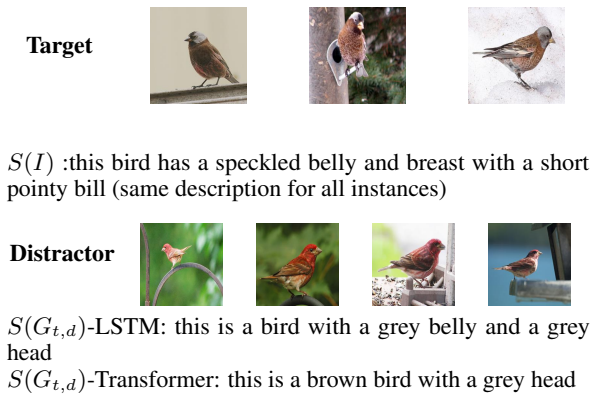 Target
S(I) :this bird has a speckled belly and breast with a short
pointy bill (same description for all instances)
Distractor
S(G_{t,d})-LSTM: this is a bird with a grey belly and a grey
head
S(G_{t,d})-Transformer: this is a brown bird with a grey head